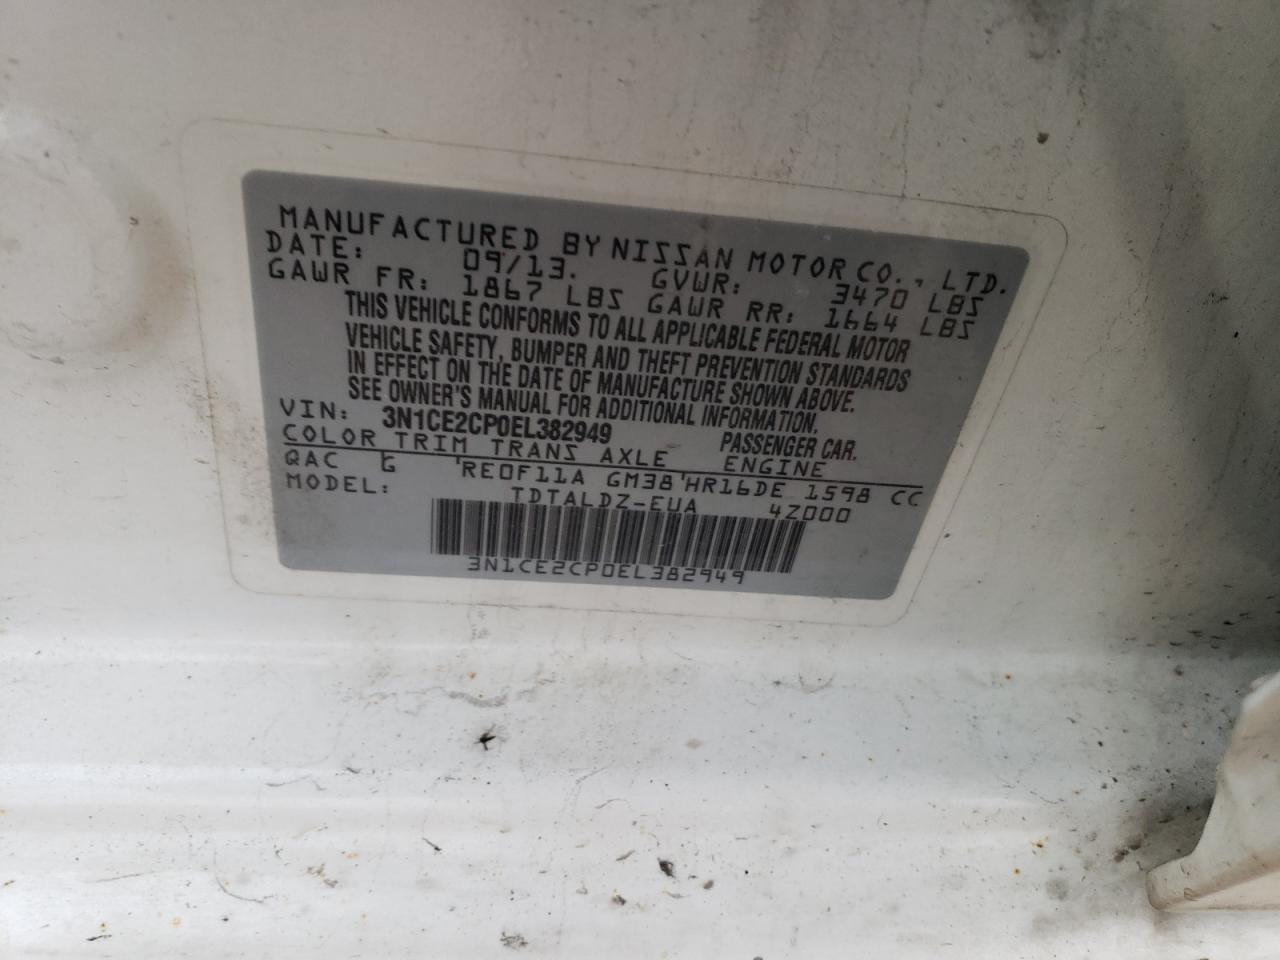 MANUFACTURED BY NISSAN MOTOR CO., LTD.
DATE: 09/13. GVWR: 3470 LBS
GAWR FR: 1867 LBS GAWR RR: 1664 LBS
THIS VEHICLE CONFORMS TO ALL APPLICABLE FEDERAL MOTOR
VEHICLE SAFETY, BUMPER AND THEFT PREVENTION STANDARDS
IN EFFECT ON THE DATE OF MANUFACTURE SHOWN ABOVE.
SEE OWNER'S MANUAL FOR ADDITIONAL INFORMATION.
VIN: 3N1CE2CP0EL382949 PASSENGER CAR.
COLOR TRIM TRANS AXLE ENGINE
QAC G 'RE0F11A GM38'HR16DE 1598 CC
MODEL: TDTALDZ-EUA 4Z000
3N1CE2CP0EL382949